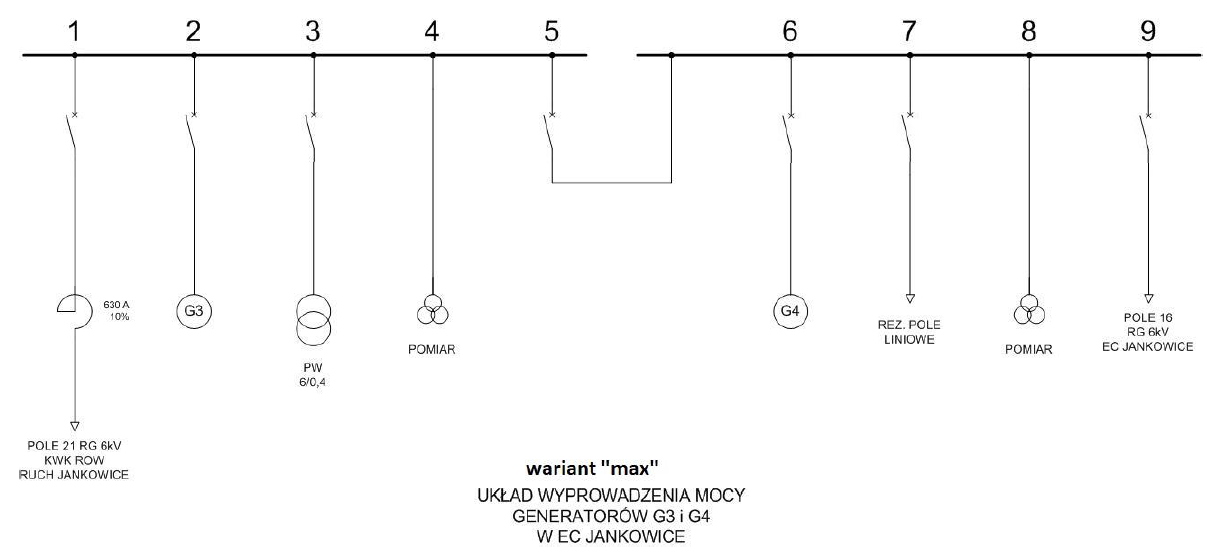 1 2 3 4 5 6 7 8 9
630 A
10%
G3
G4
PW
6/0,4
POMIAR
REZ. POLE
LINIOWE
POMIAR
POLE 16
RG 6kV
EC JANKOWICE
POLE 21 RG 6kV
KWK ROW
RUCH JANKOWICE
wariant "max"
UKŁAD WYPROWADZENIA MOCY
GENERATORÓW G3 i G4
W EC JANKOWICE